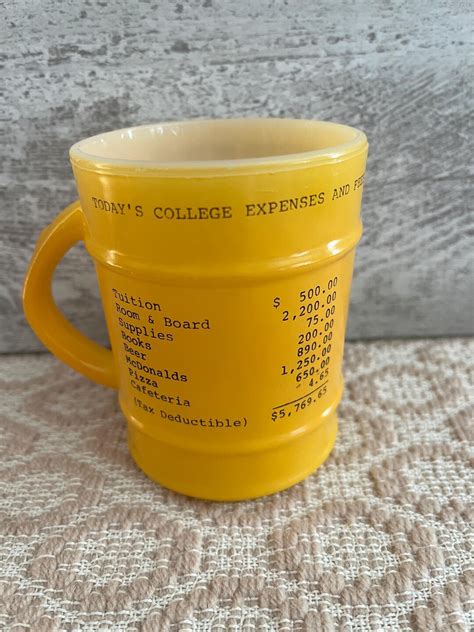 TODAY'S COLLEGE EXPENSES AND
Tuition $ 500.00
Room & Board 2,200.00
Supplies 75.00
Books 200.00
Beer 890.00
McDonalds 1,250.00
Pizza 650.00
Cafeteria - 4.65
(Tax Deductible) $5,769.65